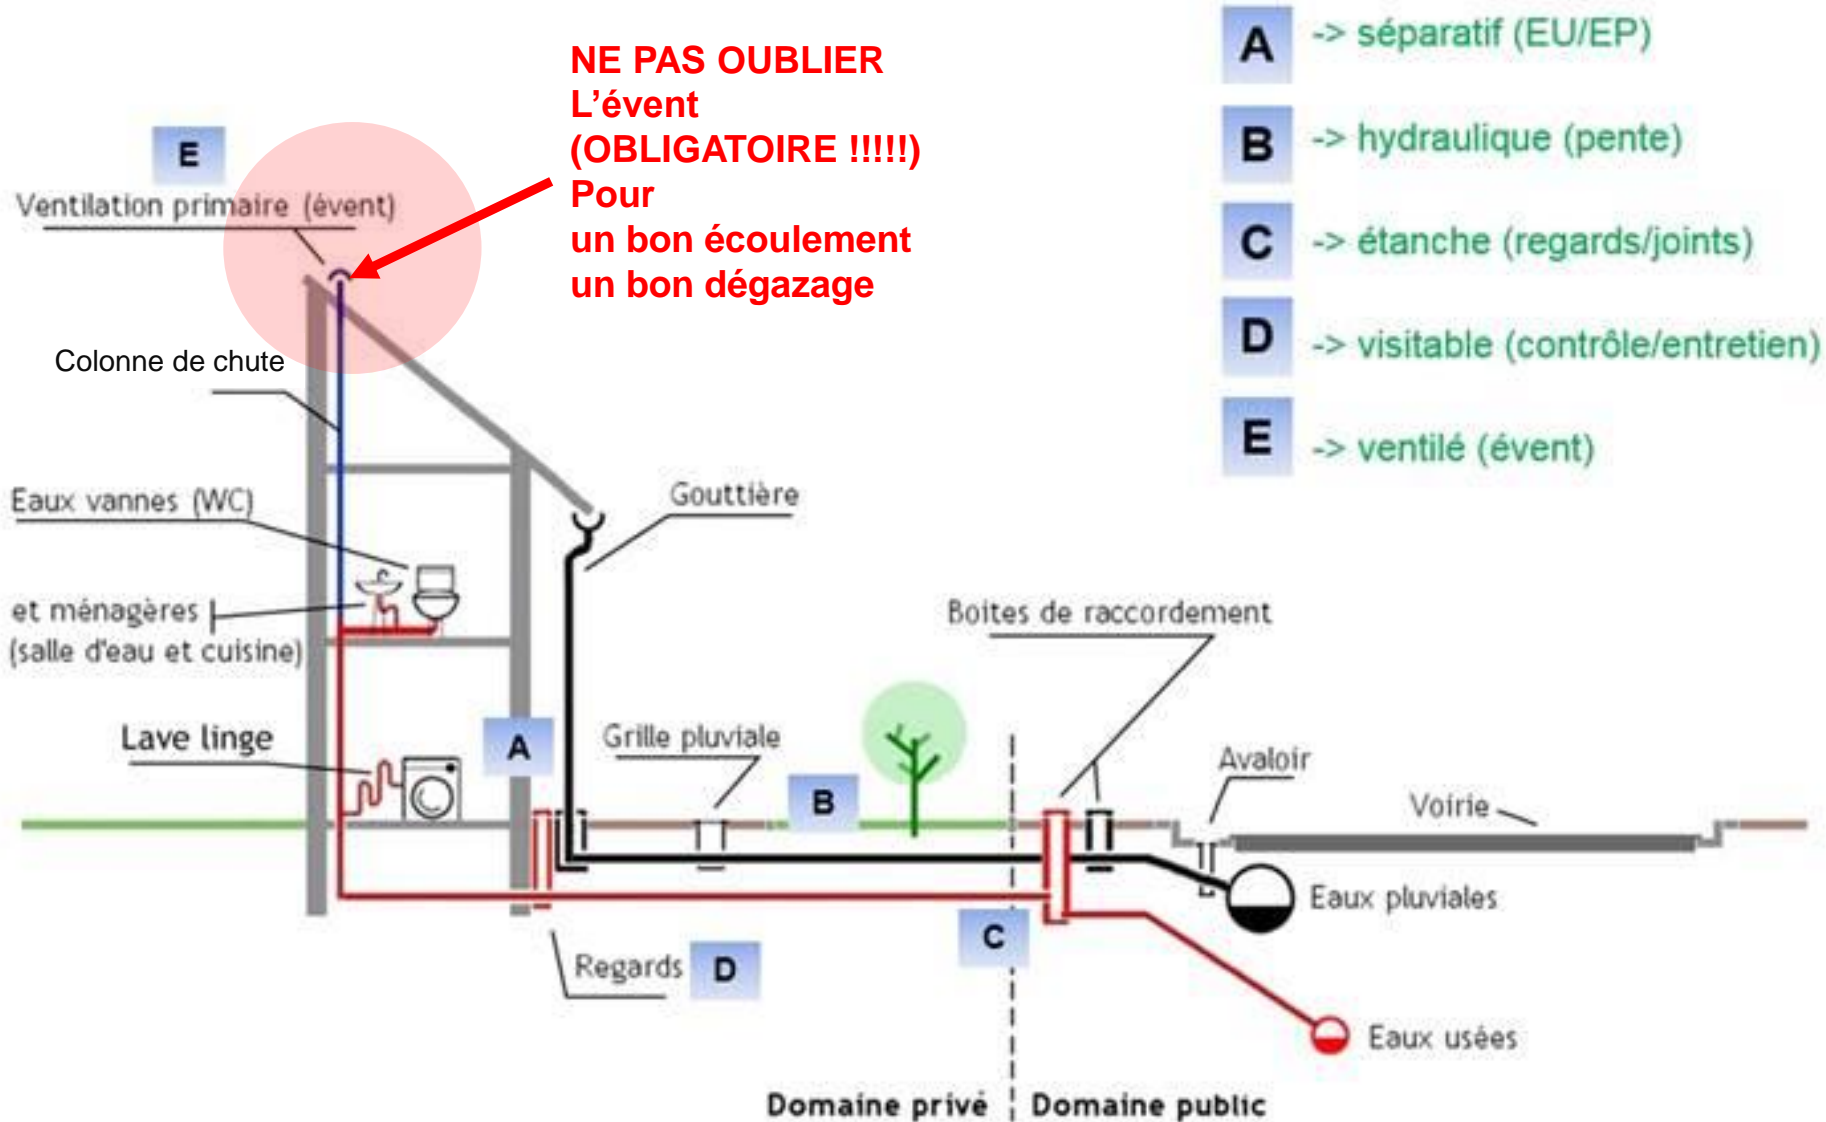 NE PAS OUBLIER
L'évent
(OBLIGATOIRE !!!!!)
Pour
un bon écoulement
un bon dégazage
A -> séparatif (EU/EP)
B -> hydraulique (pente)
C -> étanche (regards/joints)
D -> visitable (contrôle/entretien)
E -> ventilé (évent)
E
Ventilation primaire (évent)
Colonne de chute
Eaux vannes (WC)
et ménagères
(salle d'eau et cuisine)
Lave linge
Gouttière
A
Grille pluviale
B
Boites de raccordement
Avaloir
Voirie
Eaux pluviales
C
Regards
D
Eaux usées
Domaine privé
Domaine public